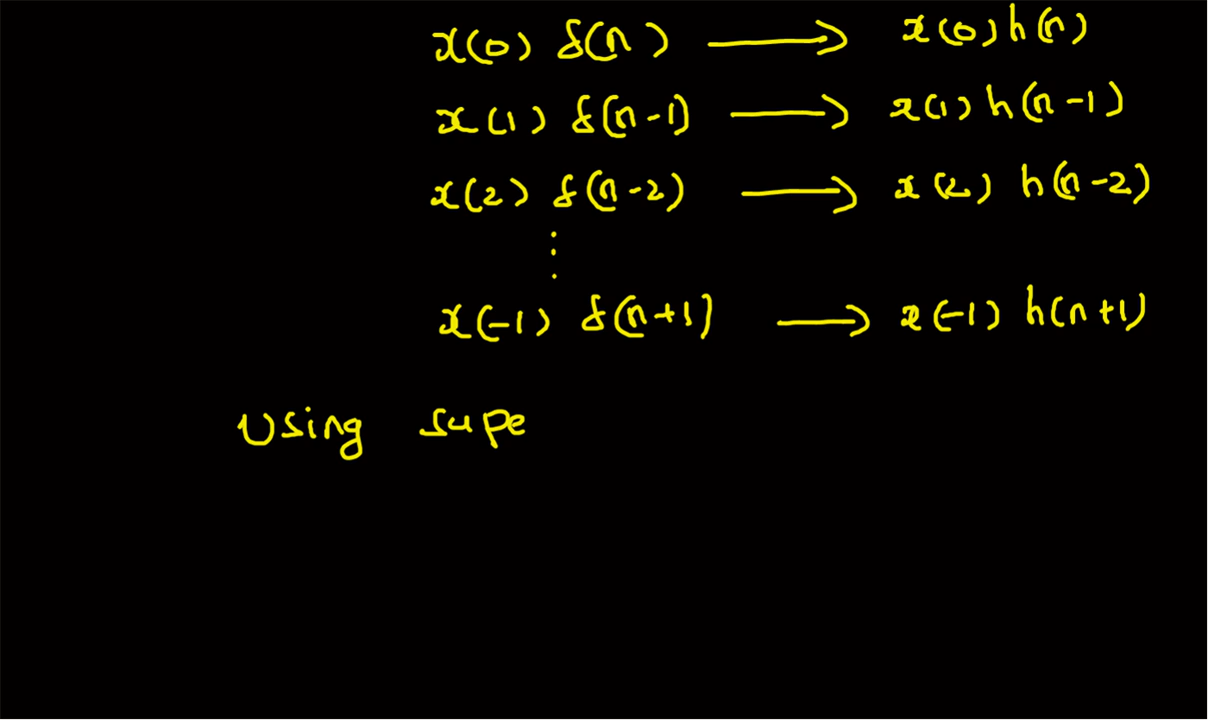 x(0) δ(n) ⟶ x(0) h(n)
x(1) δ(n-1) ⟶ x(1) h(n-1)
x(2) δ(n-2) ⟶ x(2) h(n-2)
⋮
x(-1) δ(n+1) ⟶ x(-1) h(n+1)
Using supe